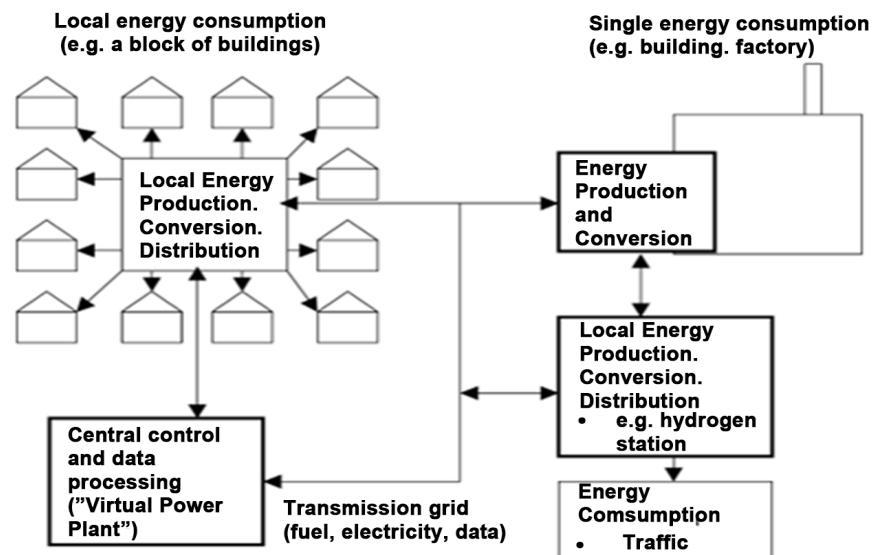 Local energy consumption
(e.g. a block of buildings)
Single energy consumption
(e.g. building. factory)
Local Energy
Production.
Conversion.
Distribution
Energy
Production
and
Conversion
Local Energy
Production.
Conversion.
Distribution
• e.g. hydrogen
station
Central control
and data
processing
("Virtual Power
Plant")
Transmission grid
(fuel, electricity, data)
Energy
Comsumption
• Traffic